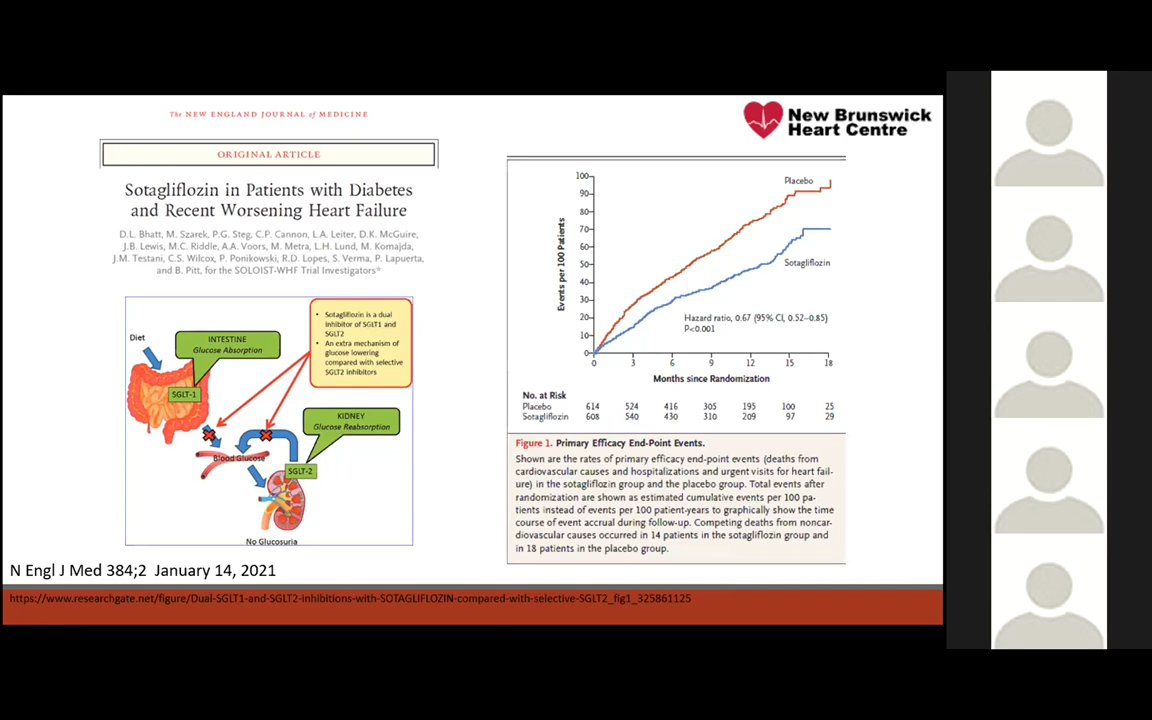 The NEW ENGLAND JOURNAL of MEDICINE
ORIGINAL ARTICLE
Sotagliflozin in Patients with Diabetes
and Recent Worsening Heart Failure
D.L. Bhatt, M. Szarek, P.G. Steg, C.P. Cannon, L.A. Leiter, D.K. McGuire,
J.B. Lewis, M.C. Riddle, A.A. Voors, M. Metra, L.H. Lund, M. Komajda,
J.M. Testani, C.S. Wilcox, P. Ponikowski, R.D. Lopes, S. Verma, P. Lapuerta,
and B. Pitt, for the SOLOIST-WHF Trial Investigators*
Diet
INTESTINE
Glucose Absorption
SGLT-1
• Sotagliflozin is a dual
inhibitor of SGLT1 and
SGLT2
• An extra mechanism of
glucose lowering
compared with selective
SGLT2 inhibitors
KIDNEY
Glucose Reabsorption
Blood Glucose
SGLT-2
No Glucosuria
N Engl J Med 384;2 January 14, 2021
New Brunswick
Heart Centre
Events per 100 Patients
100
90
80
70
60
50
40
30
20
10
0
Placebo
Sotagliflozin
Hazard ratio, 0.67 (95% CI, 0.52–0.85)
P<0.001
0 3 6 9 12 15 18
Months since Randomization
No. at Risk
Placebo 614 524 416 305 195 100 25
Sotagliflozin 608 540 430 310 209 97 29
Figure 1. Primary Efficacy End-Point Events.
Shown are the rates of primary efficacy end-point events (deaths from
cardiovascular causes and hospitalizations and urgent visits for heart fail-
ure) in the sotagliflozin group and the placebo group. Total events after
randomization are shown as estimated cumulative events per 100 pa-
tients instead of events per 100 patient-years to graphically show the time
course of event accrual during follow-up. Competing deaths from noncar-
diovascular causes occurred in 14 patients in the sotagliflozin group and
in 18 patients in the placebo group.
https://www.researchgate.net/figure/Dual-SGLT1-and-SGLT2-inhibitions-with-SOTAGLIFLOZIN-compared-with-selective-SGLT2_fig1_325861125